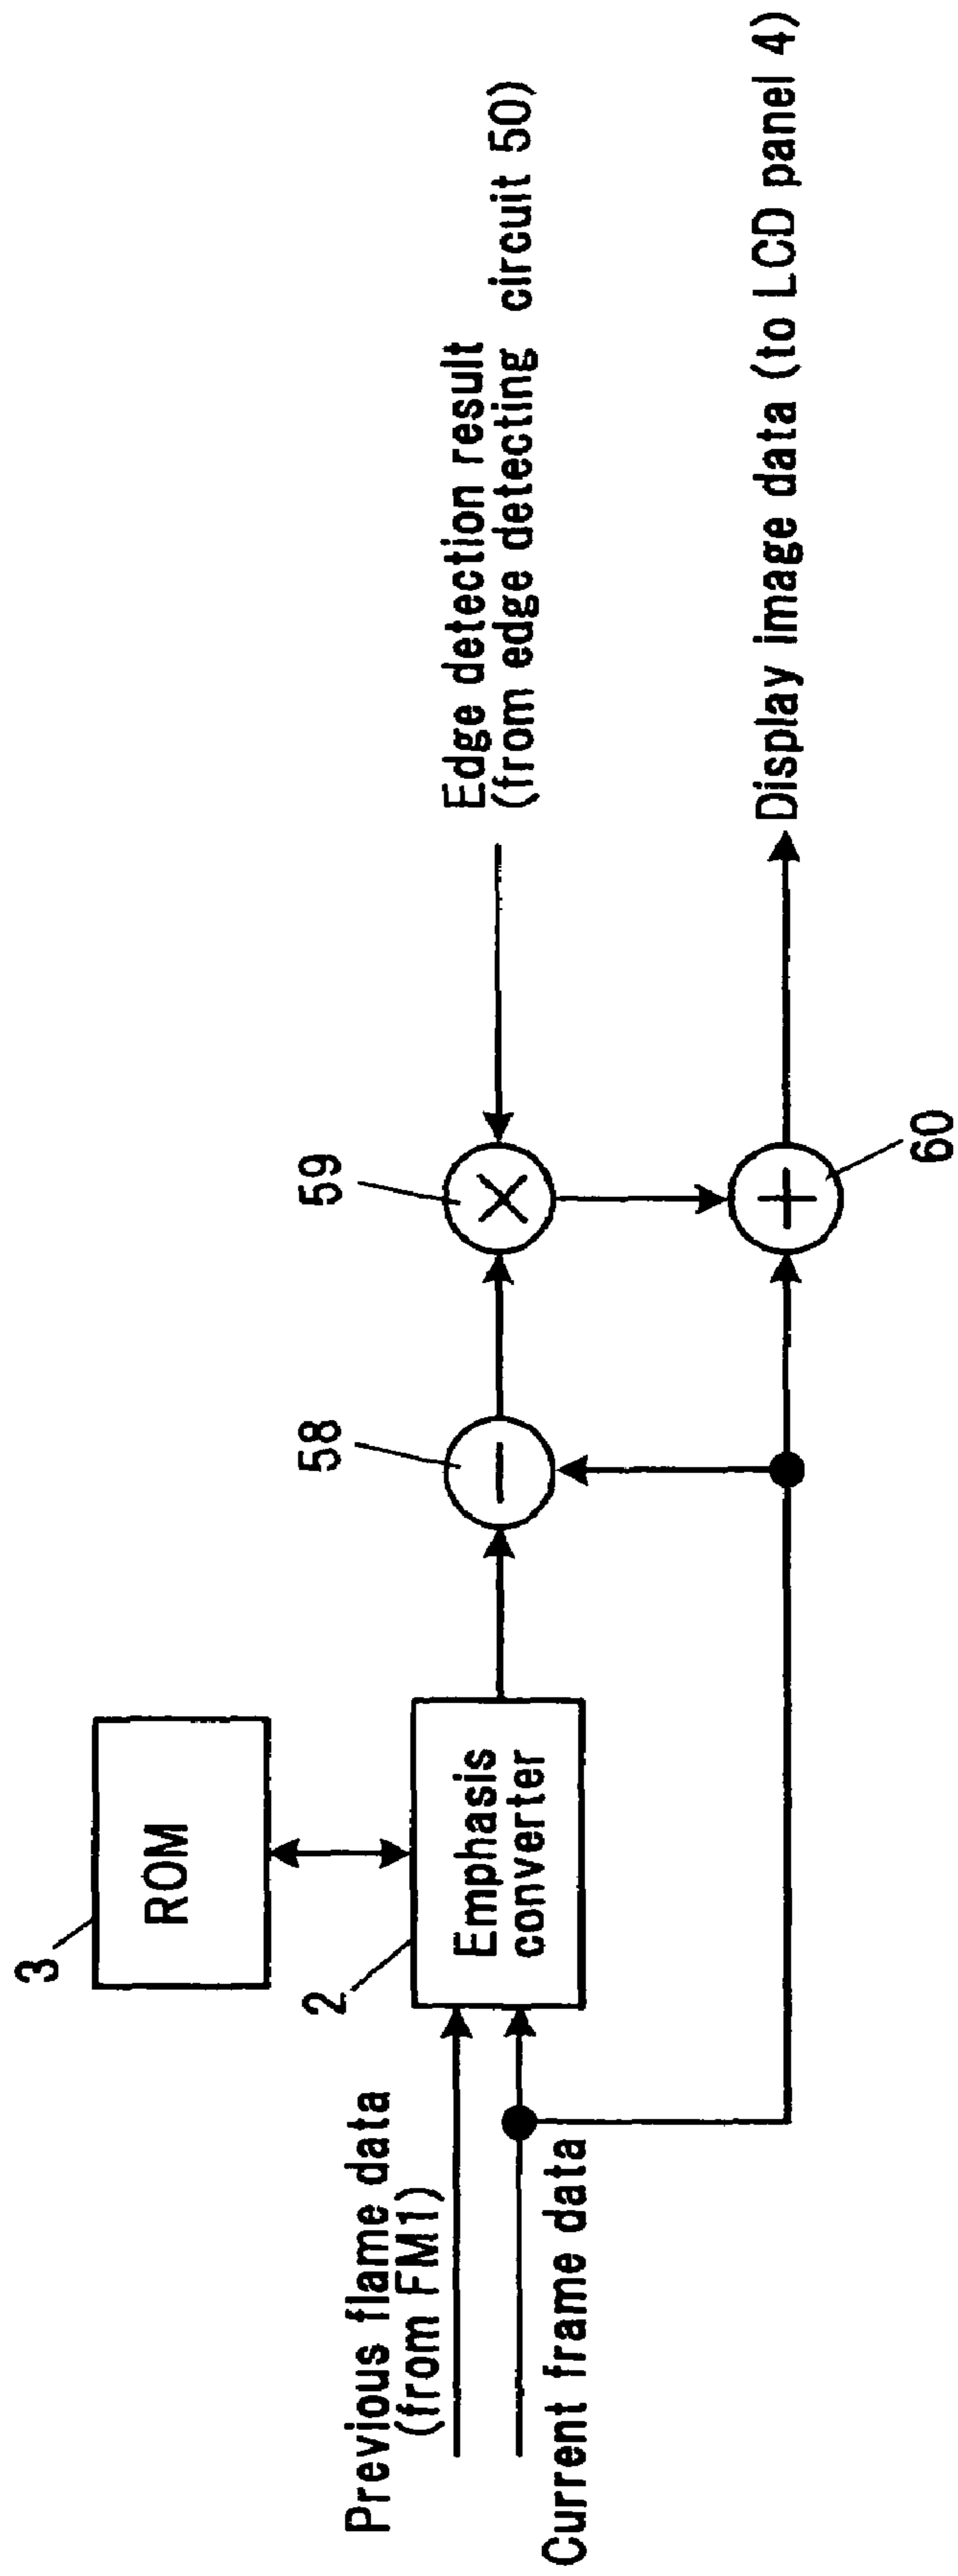 3
ROM
2
Emphasis
converter
Previous flame data
(from FM1)
Current frame data
58
59
60
Edge detection result
(from edge detecting circuit 50)
Display image data (to LCD panel 4)